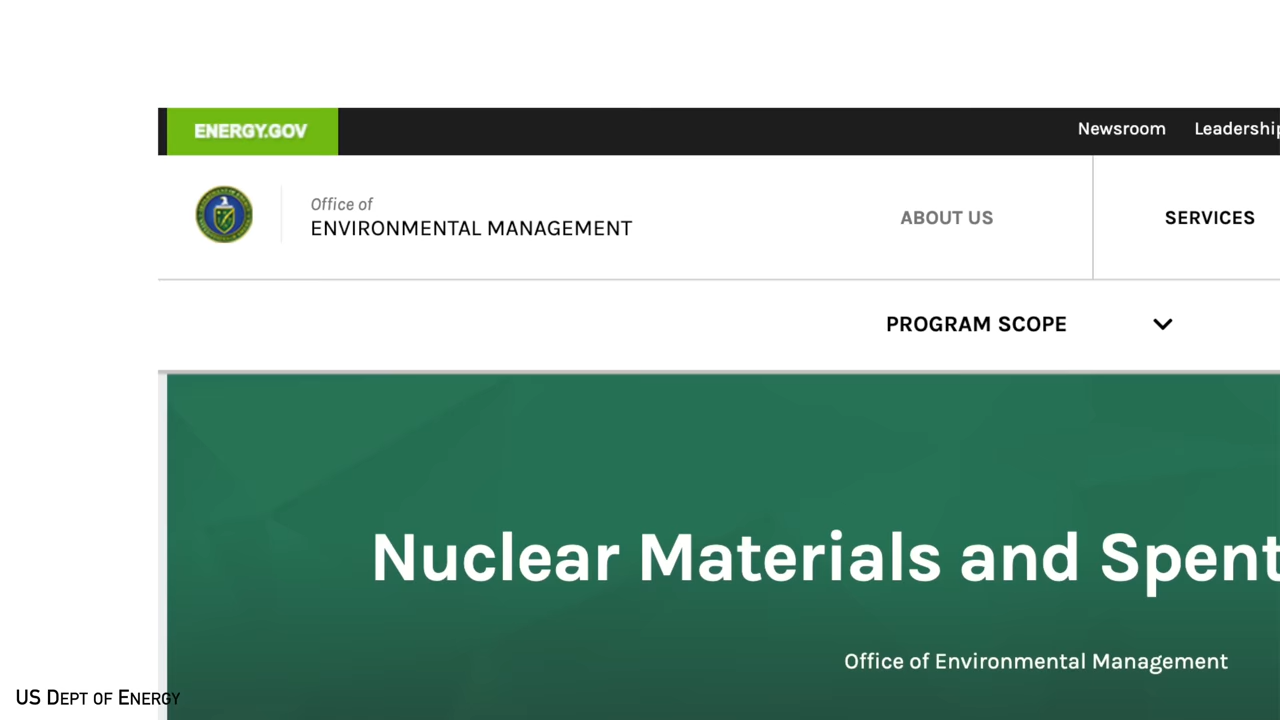 ENERGY.GOV
Newsroom Leadership
Office of
ENVIRONMENTAL MANAGEMENT
ABOUT US
SERVICES
PROGRAM SCOPE
Nuclear Materials and Spent
Office of Environmental Management
US DEPT OF ENERGY